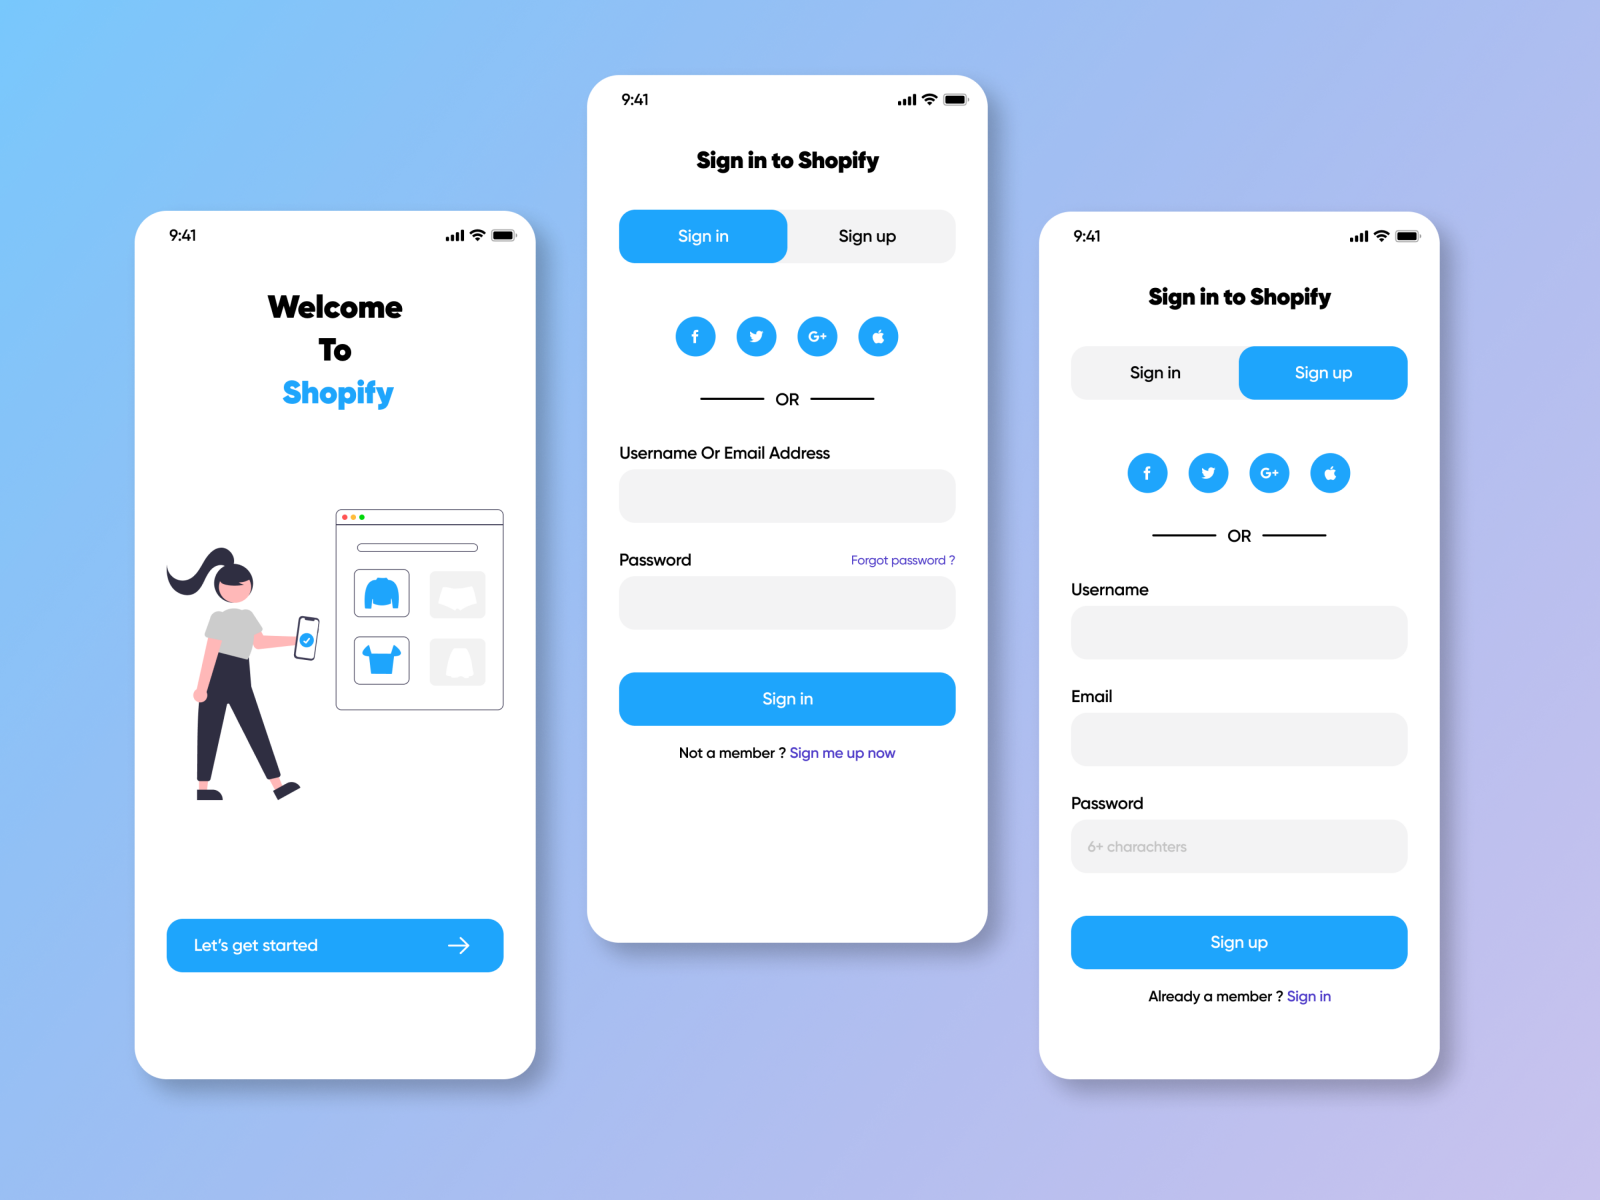 9:41
Welcome
To
Shopify
Let's get started
9:41
Sign in to Shopify
Sign in
Sign up
f
G+
OR
Username Or Email Address
Password
Forgot password ?
Sign in
Not a member ? Sign me up now
9:41
Sign in to Shopify
Sign in
Sign up
f
G+
OR
Username
Email
Password
6+ charachters
Sign up
Already a member ? Sign in